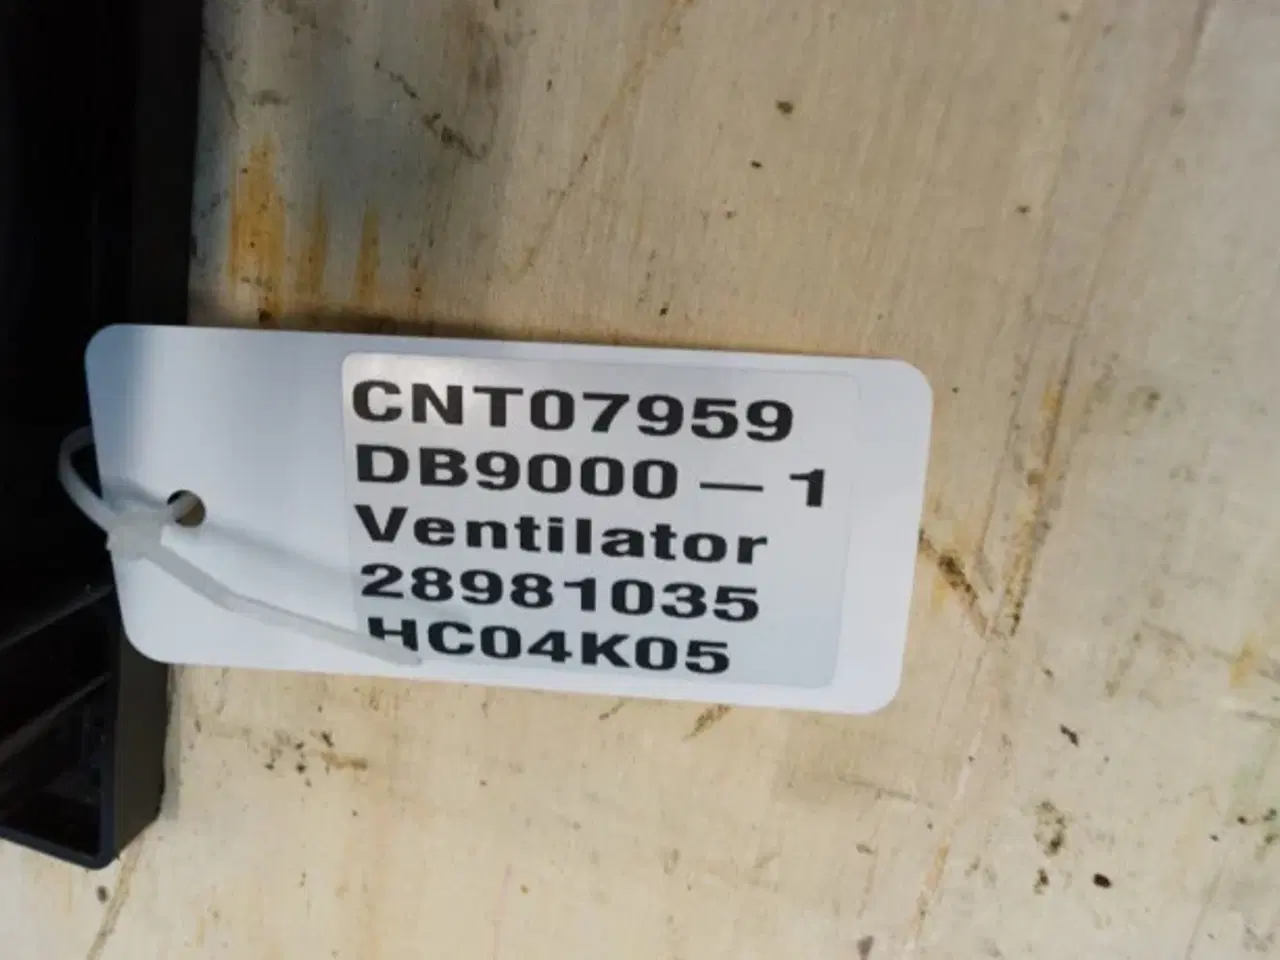 CNT07959
DB9000 — 1
Ventilator
28981035
HC04K05